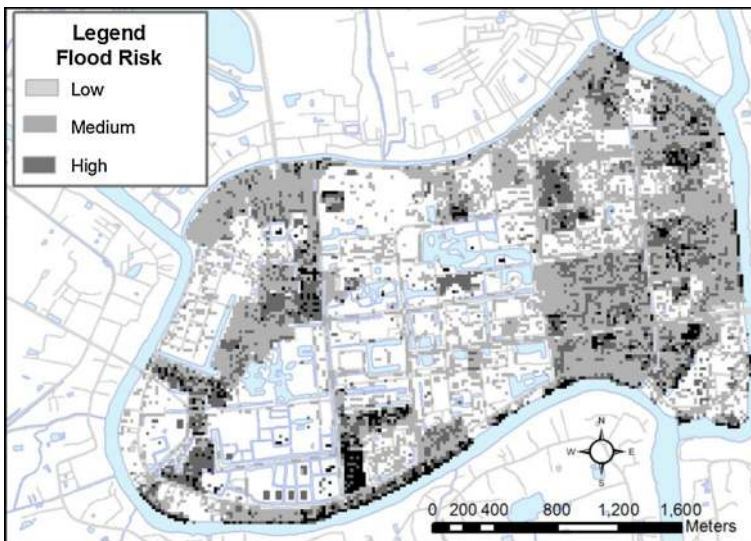 Legend
Flood Risk
Low
Medium
High
N
W E
S
0 200 400 800 1,200 1,600
Meters